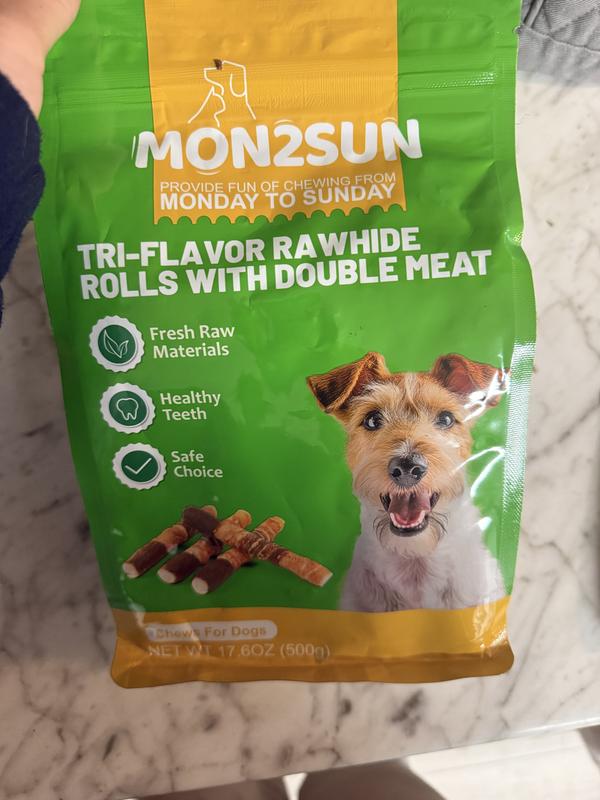 MON2SUN
PROVIDE FUN OF CHEWING FROM
MONDAY TO SUNDAY
TRI-FLAVOR RAWHIDE
ROLLS WITH DOUBLE MEAT
Fresh Raw
Materials
Healthy
Teeth
Safe
Choice
Chews For Dogs
NET WT 17.6OZ (500g)